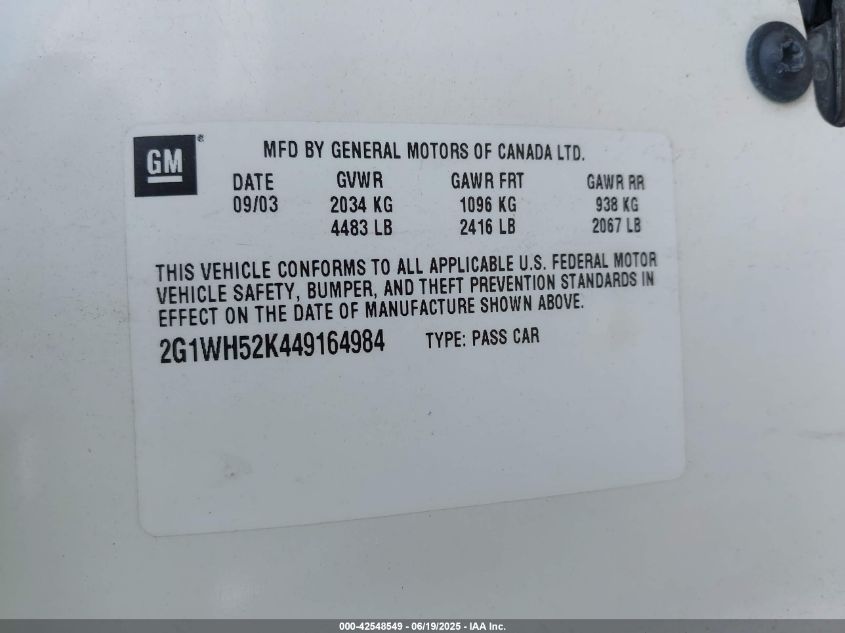 GM®
MFD BY GENERAL MOTORS OF CANADA LTD.
DATE GVWR GAWR FRT GAWR RR
09/03 2034 KG 1096 KG 938 KG
4483 LB 2416 LB 2067 LB
THIS VEHICLE CONFORMS TO ALL APPLICABLE U.S. FEDERAL MOTOR
VEHICLE SAFETY, BUMPER, AND THEFT PREVENTION STANDARDS IN
EFFECT ON THE DATE OF MANUFACTURE SHOWN ABOVE.
2G1WH52K449164984 TYPE: PASS CAR
000-42548549 - 06/19/2025 - IAA Inc.